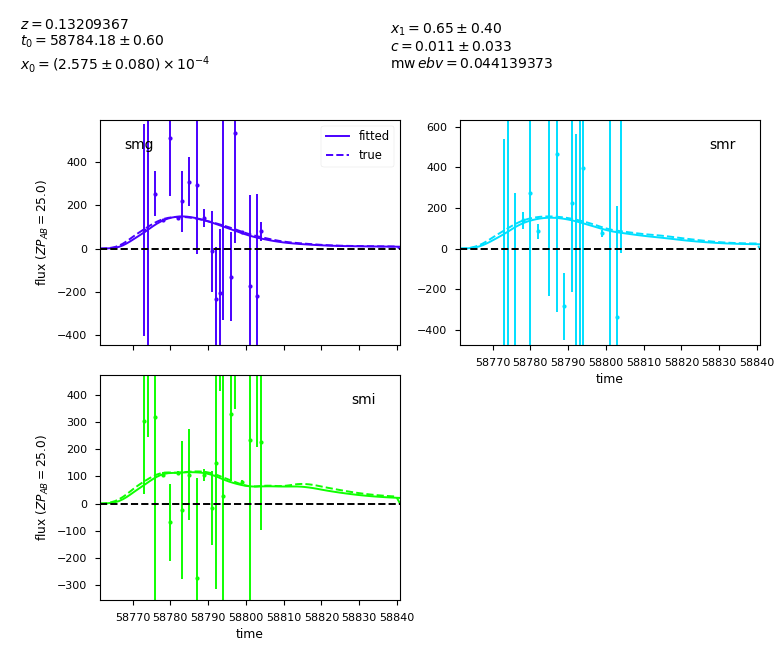 z = 0.13209367
t₀ = 58784.18 ± 0.60
x₀ = (2.575 ± 0.080) × 10⁻⁴
x₁ = 0.65 ± 0.40
c = 0.011 ± 0.033
mw ebv = 0.044139373
smg
fitted
true
400
200
0
−200
−400
flux (ZP_AB = 25.0)
smr
600
400
200
0
−200
−400
58770 58780 58790 58800 58810 58820 58830 58840
time
smi
400
300
200
100
0
−100
−200
−300
flux (ZP_AB = 25.0)
58770 58780 58790 58800 58810 58820 58830 58840
time